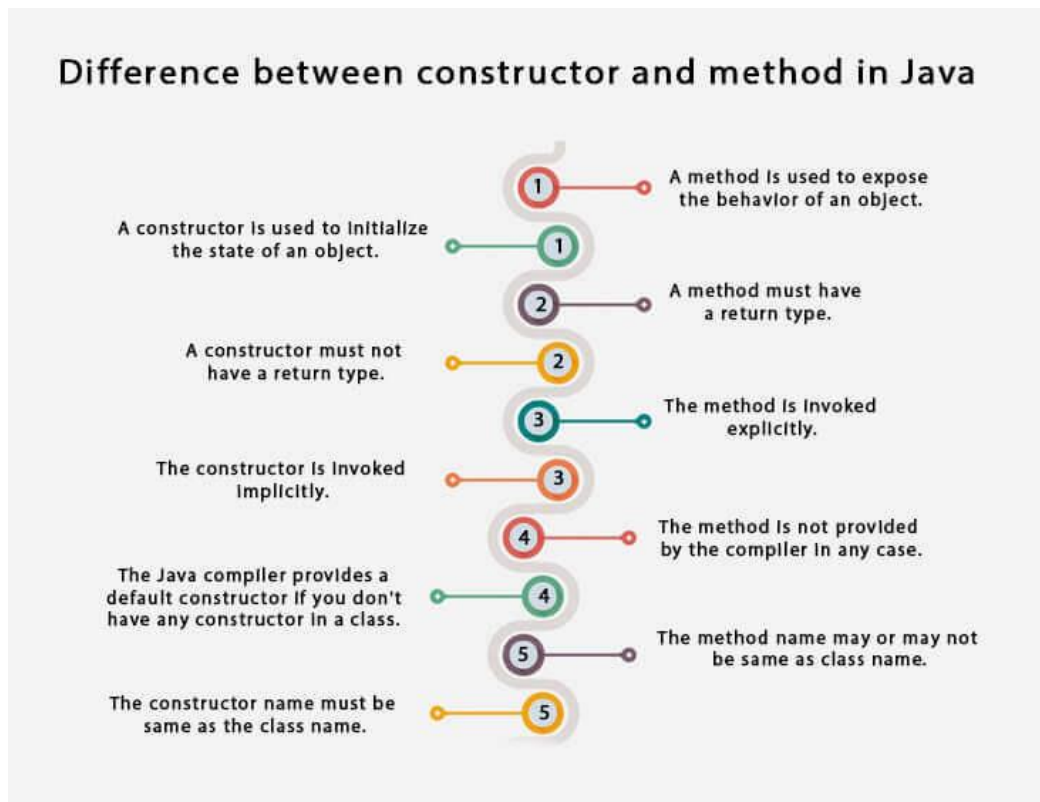 Difference between constructor and method in Java
1
A method is used to expose
the behavior of an object.
A constructor is used to initialize
the state of an object.
1
2
A method must have
a return type.
A constructor must not
have a return type.
2
3
The method is invoked
explicitly.
The constructor is invoked
implicitly.
3
4
The method is not provided
by the compiler in any case.
The Java compiler provides a
default constructor if you don't
have any constructor in a class.
4
5
The method name may or may not
be same as class name.
The constructor name must be
same as the class name.
5